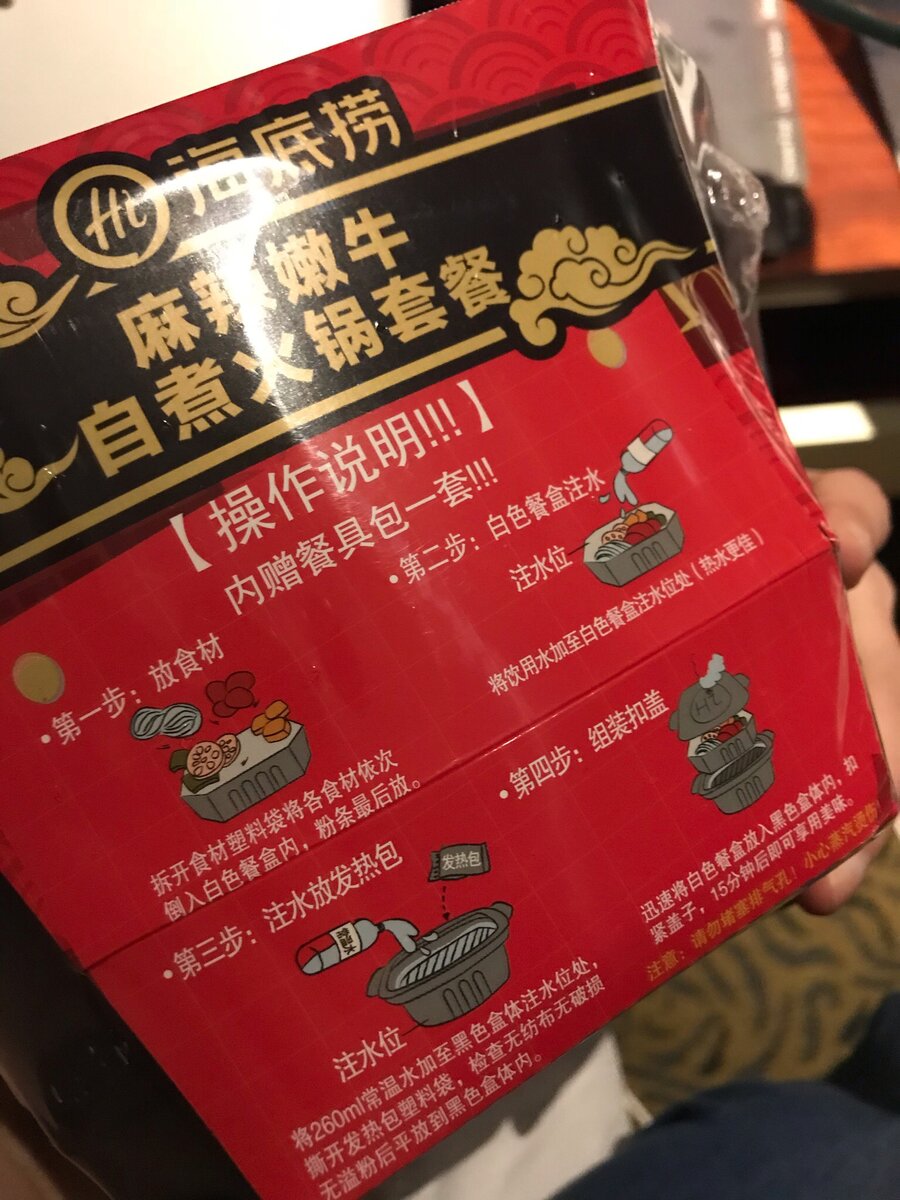 Hi 海底捞
麻辣嫩牛
自煮火锅套餐
【操作说明!!!】
内赠餐具包一套!!!
•第一步：放食材
拆开食材塑料袋将各食材依次
倒入白色餐盒内，粉条最后放。
•第二步：白色餐盒注水
注水位
将饮用水加至白色餐盒注水位处（热水更佳）
•第三步：注水放发热包
发热包
常温水
注水位
将260ml常温水加至黑色盒体注水位处，
撕开发热包塑料袋，检查无纺布无破损
无溢粉后平放到黑色盒体内。
•第四步：组装扣盖
Hi
迅速将白色餐盒放入黑色盒体内，扣
紧盖子，15分钟后即可享用美味。
注意：请勿堵塞排气孔！小心蒸汽烫伤